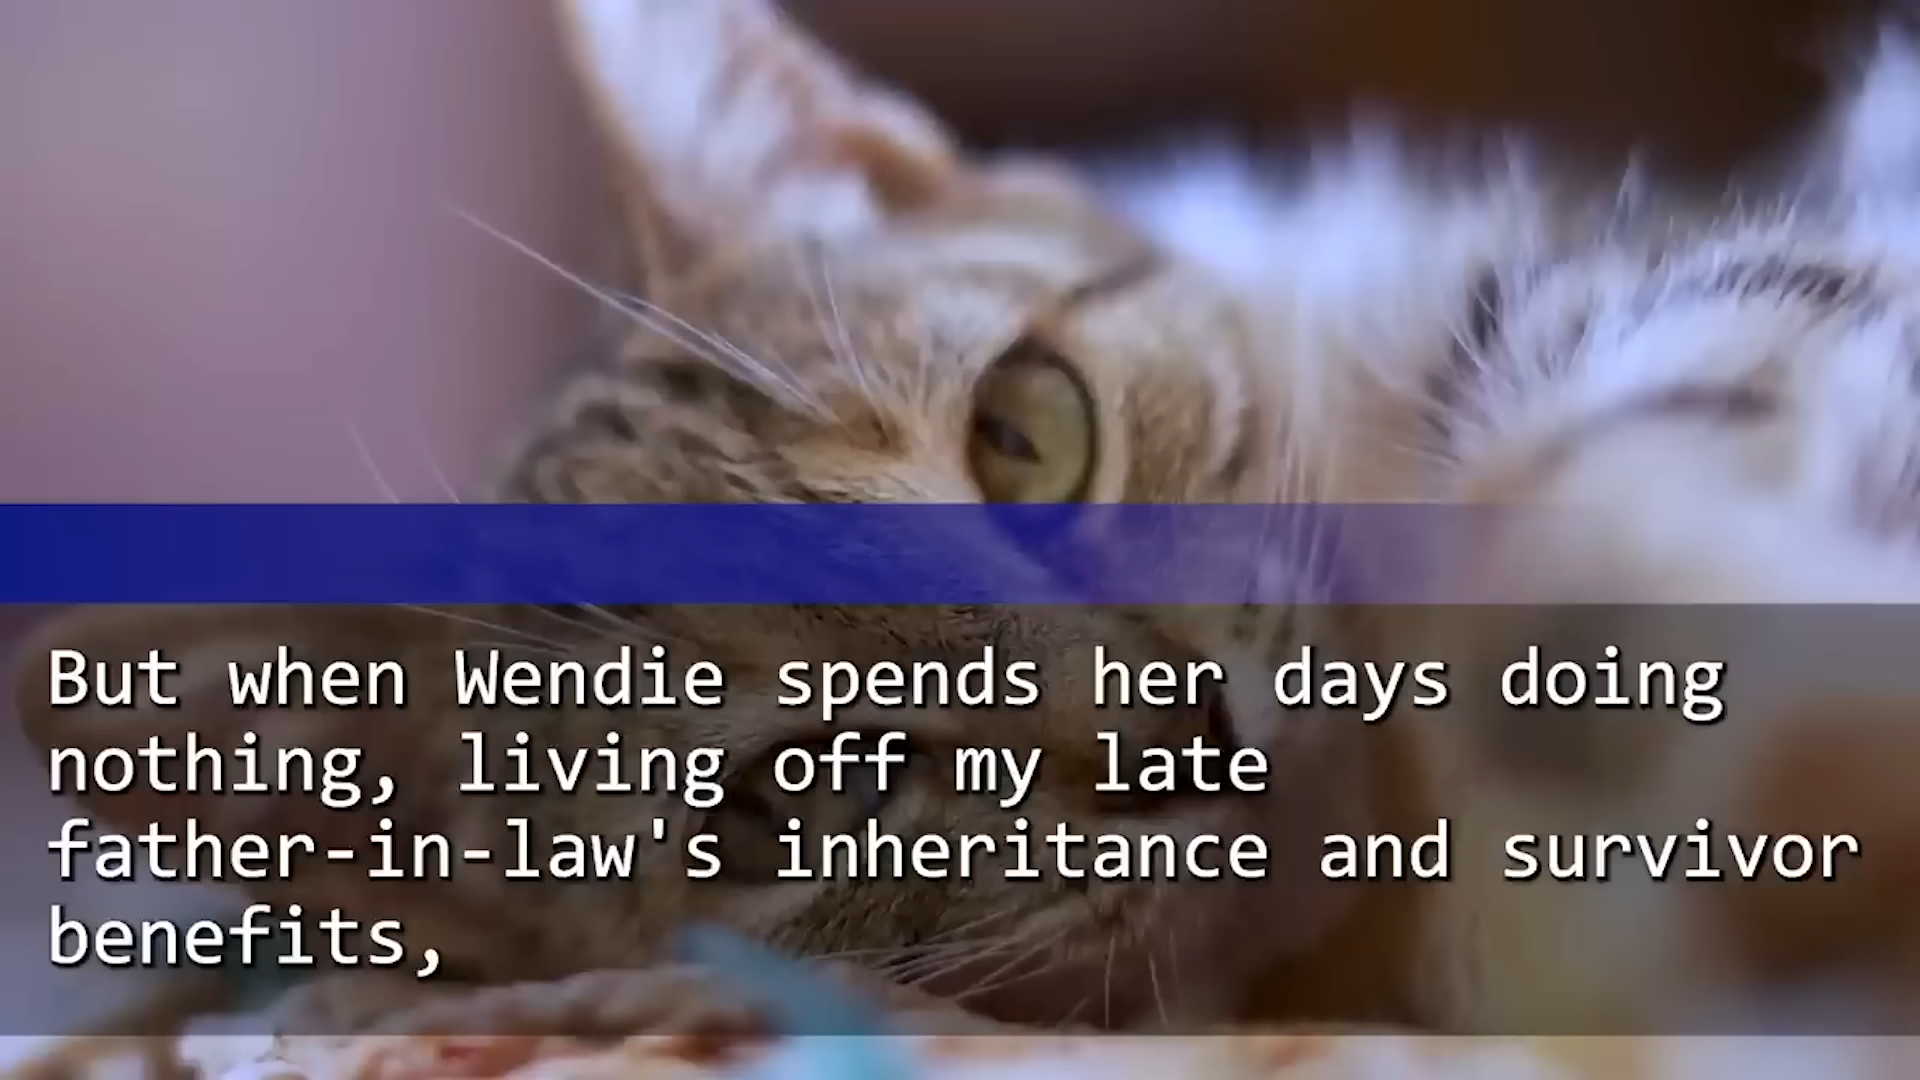 But when Wendie spends her days doing
nothing, living off my late
father-in-law's inheritance and survivor
benefits,